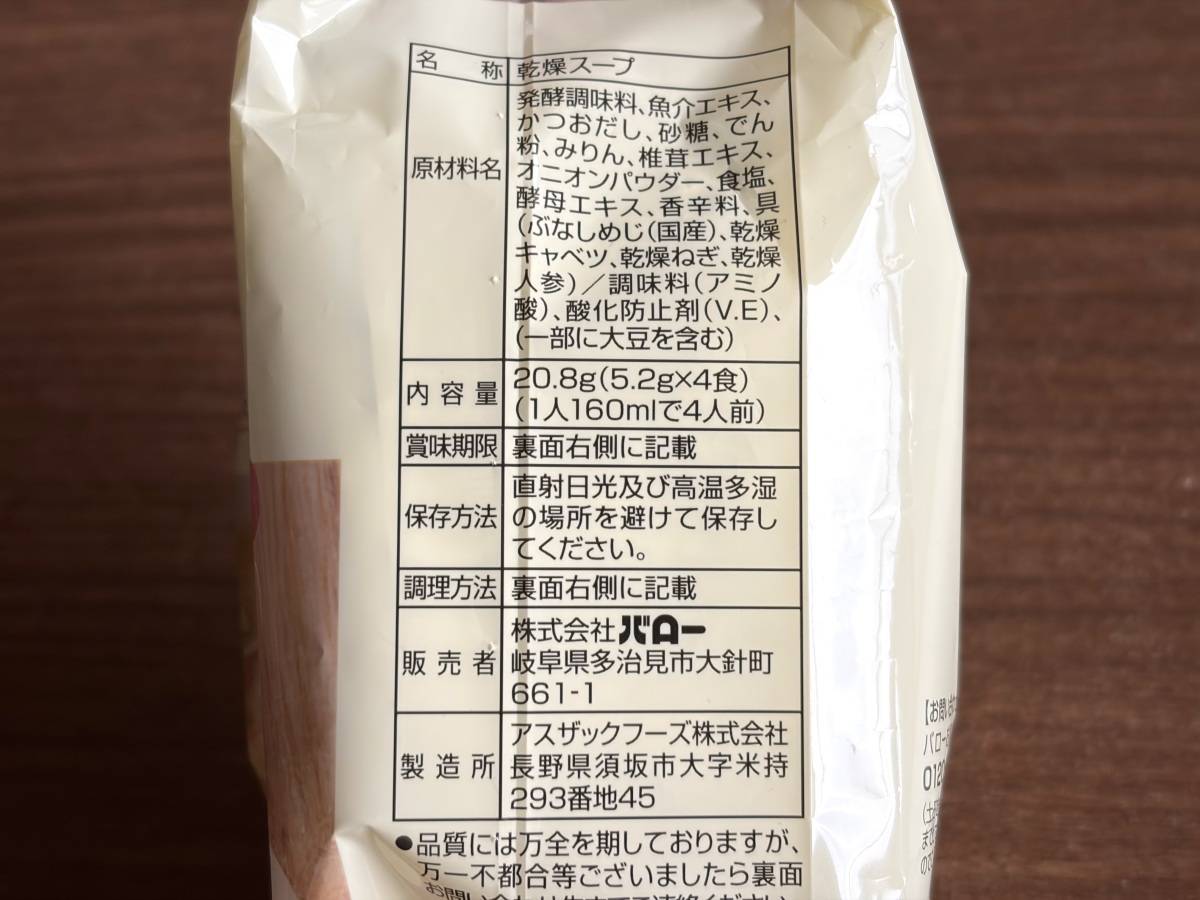 名称 乾燥スープ
原材料名
発酵調味料、魚介エキス、
かつおだし、砂糖、でん
粉、みりん、椎茸エキス、
オニオンパウダー、食塩、
酵母エキス、香辛料、具
(ぶなしめじ(国産)、乾燥
キャベツ、乾燥ねぎ、乾燥
人参)/調味料(アミノ
酸)、酸化防止剤(V.E)、
(一部に大豆を含む)
内容量
20.8g(5.2g×4食)
(1人160mlで4人前)
賞味期限 裏面右側に記載
保存方法
直射日光及び高温多湿
の場所を避けて保存し
てください。
調理方法 裏面右側に記載
販売者
株式会社バロー
岐阜県多治見市大針町
661-1
製造所
アスザックフーズ株式会社
長野県須坂市大字米持
293番地45
●品質には万全を期しておりますが、
万一不都合等ございましたら裏面
【お問い
バロー
0120